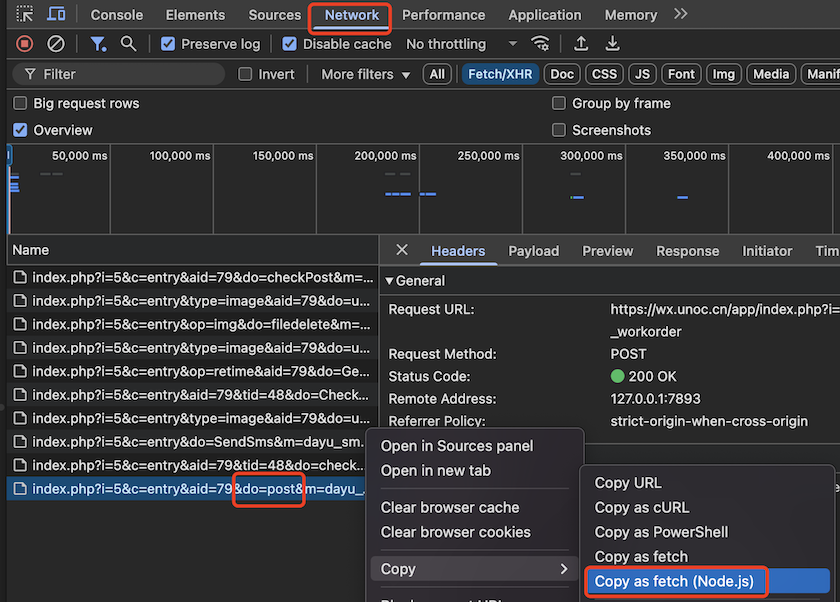 Console Elements Sources Network Performance Application Memory
Preserve log Disable cache No throttling
Filter Invert More filters All Fetch/XHR Doc CSS JS Font Img Media Manif
Big request rows Group by frame
Overview Screenshots
50,000 ms 100,000 ms 150,000 ms 200,000 ms 250,000 ms 300,000 ms 350,000 ms 400,000 ms
Name
Headers Payload Preview Response Initiator Tim
index.php?i=5&c=entry&aid=79&do=checkPost&m=...
index.php?i=5&c=entry&type=image&aid=79&do=u...
index.php?i=5&c=entry&op=img&do=filedelete&m=...
index.php?i=5&c=entry&type=image&aid=79&do=u...
index.php?i=5&c=entry&op=retime&aid=79&do=Ge...
index.php?i=5&c=entry&aid=79&tid=48&do=Check...
index.php?i=5&c=entry&type=image&aid=79&do=u...
index.php?i=5&c=entry&do=SendSms&m=dayu_sm.
index.php?i=5&c=entry&aid=79&tid=48&do=check...
index.php?i=5&c=entry&aid=79&do=post&m=dayu_.
General
Request URL: https://wx.unoc.cn/app/index.php?i=
_workorder
Request Method: POST
Status Code: 200 OK
Remote Address: 127.0.0.1:7893
Referrer Policy: strict-origin-when-cross-origin
Open in Sources panel
Open in new tab
Clear browser cache
Clear browser cookies
Copy
Copy URL
Copy as cURL
Copy as PowerShell
Copy as fetch
Copy as fetch (Node.js)